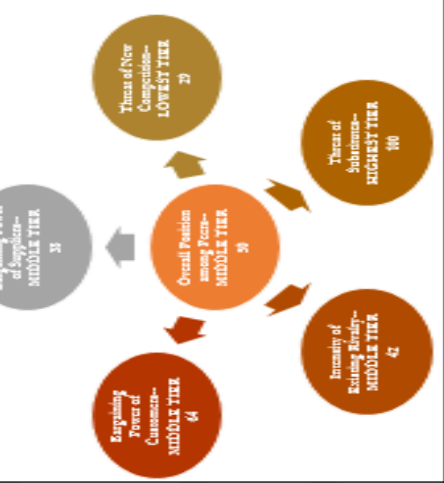 Threat of New
Competition--
LOWEST TIER
29
Threat of
Substitutes--
HIGHEST TIER
100
of Suppliers--
MIDDLE TIER
Overall Position
among Peers--
MIDDLE TIER
50
Intensity of
Existing Rivalry--
MIDDLE TIER
42
Bargaining
Power of
Customers--
MIDDLE TIER
64